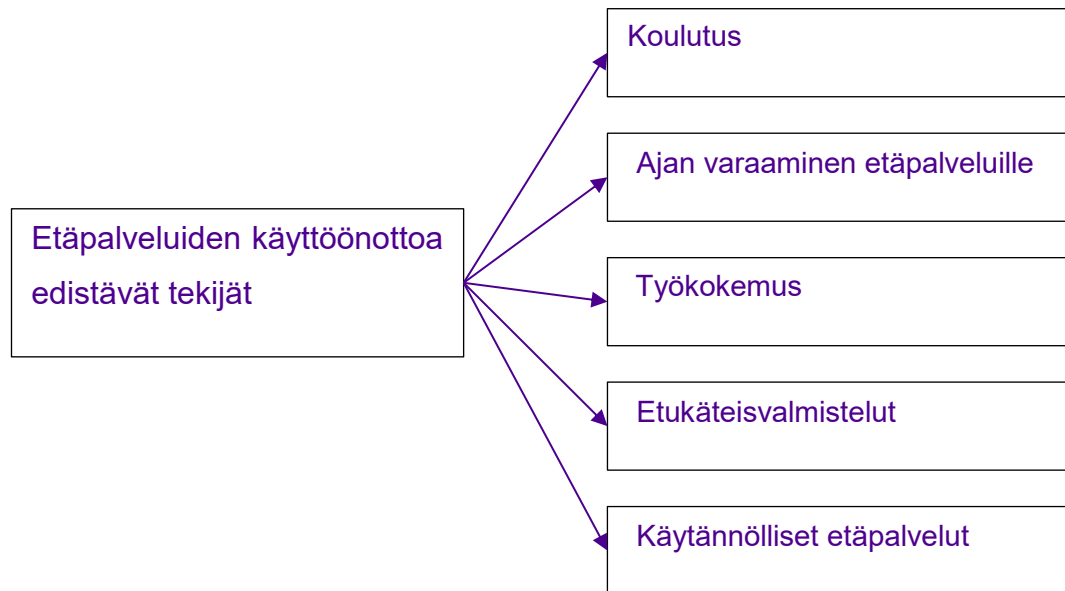 Koulutus
Ajan varaaminen etäpalveluille
Etäpalveluiden käyttöönottoa
edistävät tekijät
Työkokemus
Etukäteisvalmistelut
Käytännölliset etäpalvelut